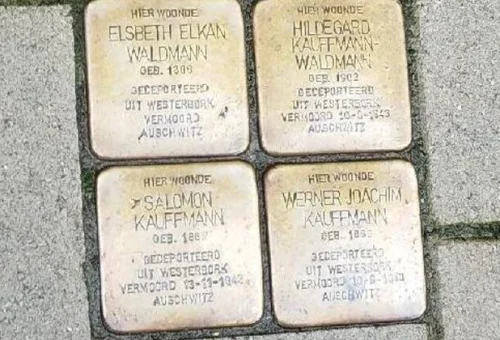 HIER WOONDE
ELSBETH ELKAN
WALDMANN
GEB.
GEDEPORTEERD
UIT WESTERBORK
VERMOORD
AUSCHWITZ
HIER WOONDE
HILDEGARD
KAUFFMANN-
WALDMANN
GEB. 1902
GEDEPORTEERD
UIT WESTERBORK
VERMOORD
AUSCHWITZ
HIER WOONDE
SALOMON
KAUFFMANN
GEB.
GEDEPORTEERD
UIT WESTERBORK
VERMOORD
AUSCHWITZ
HIER WOONDE
WERNER JOACHIM
KAUFFMANN
GEB.
GEDEPORTEERD
UIT WESTERBORK
VERMOORD
AUSCHWITZ